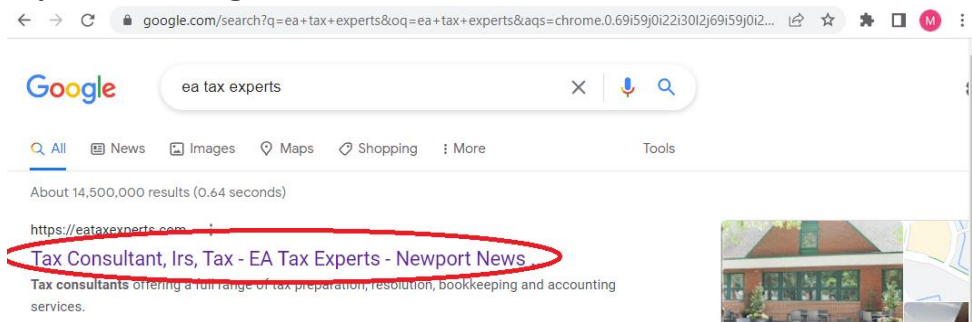 google.com/search?q=ea+tax+experts&oq=ea+tax+experts&aqs=chrome.0.69i59j0i22i30l2j69i59j0i2...
M
Google
ea tax experts
All News Images Maps Shopping More Tools
About 14,500,000 results (0.64 seconds)
https://eataxexperts.com
Tax Consultant, Irs, Tax - EA Tax Experts - Newport News ...
Tax consultants offering a full range of tax preparation, resolution, bookkeeping and accounting
services.